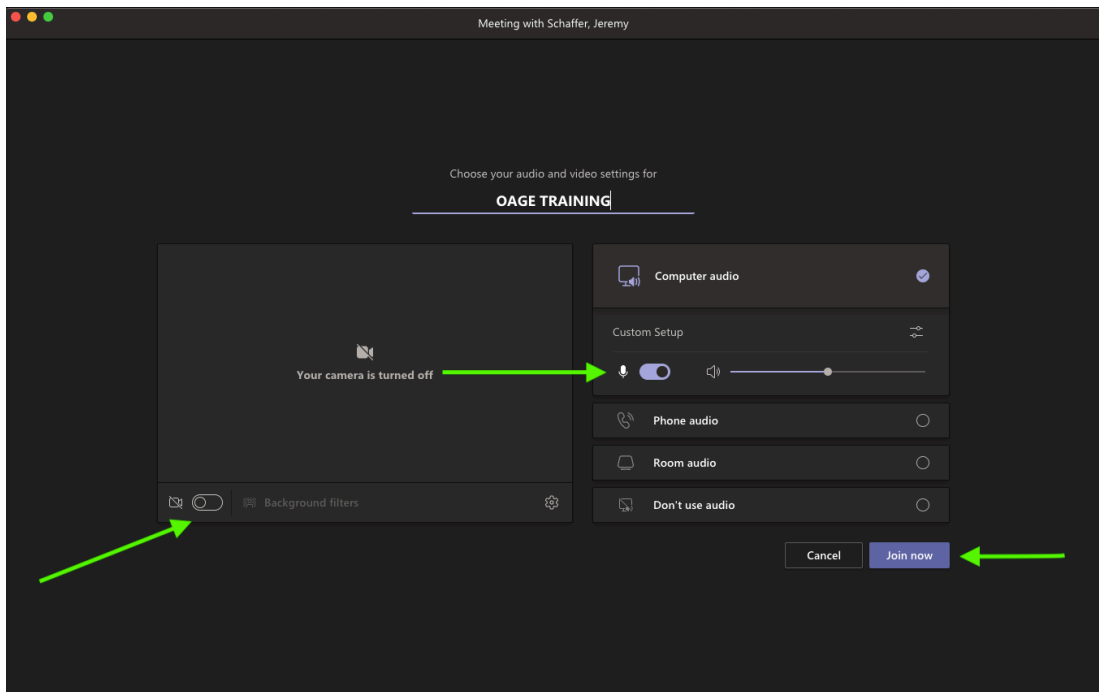 Meeting with Schaffer, Jeremy
Choose your audio and video settings for
OAGE TRAINING
Computer audio
Custom Setup
Your camera is turned off
Phone audio
Room audio
Background filters
Don't use audio
Cancel
Join now